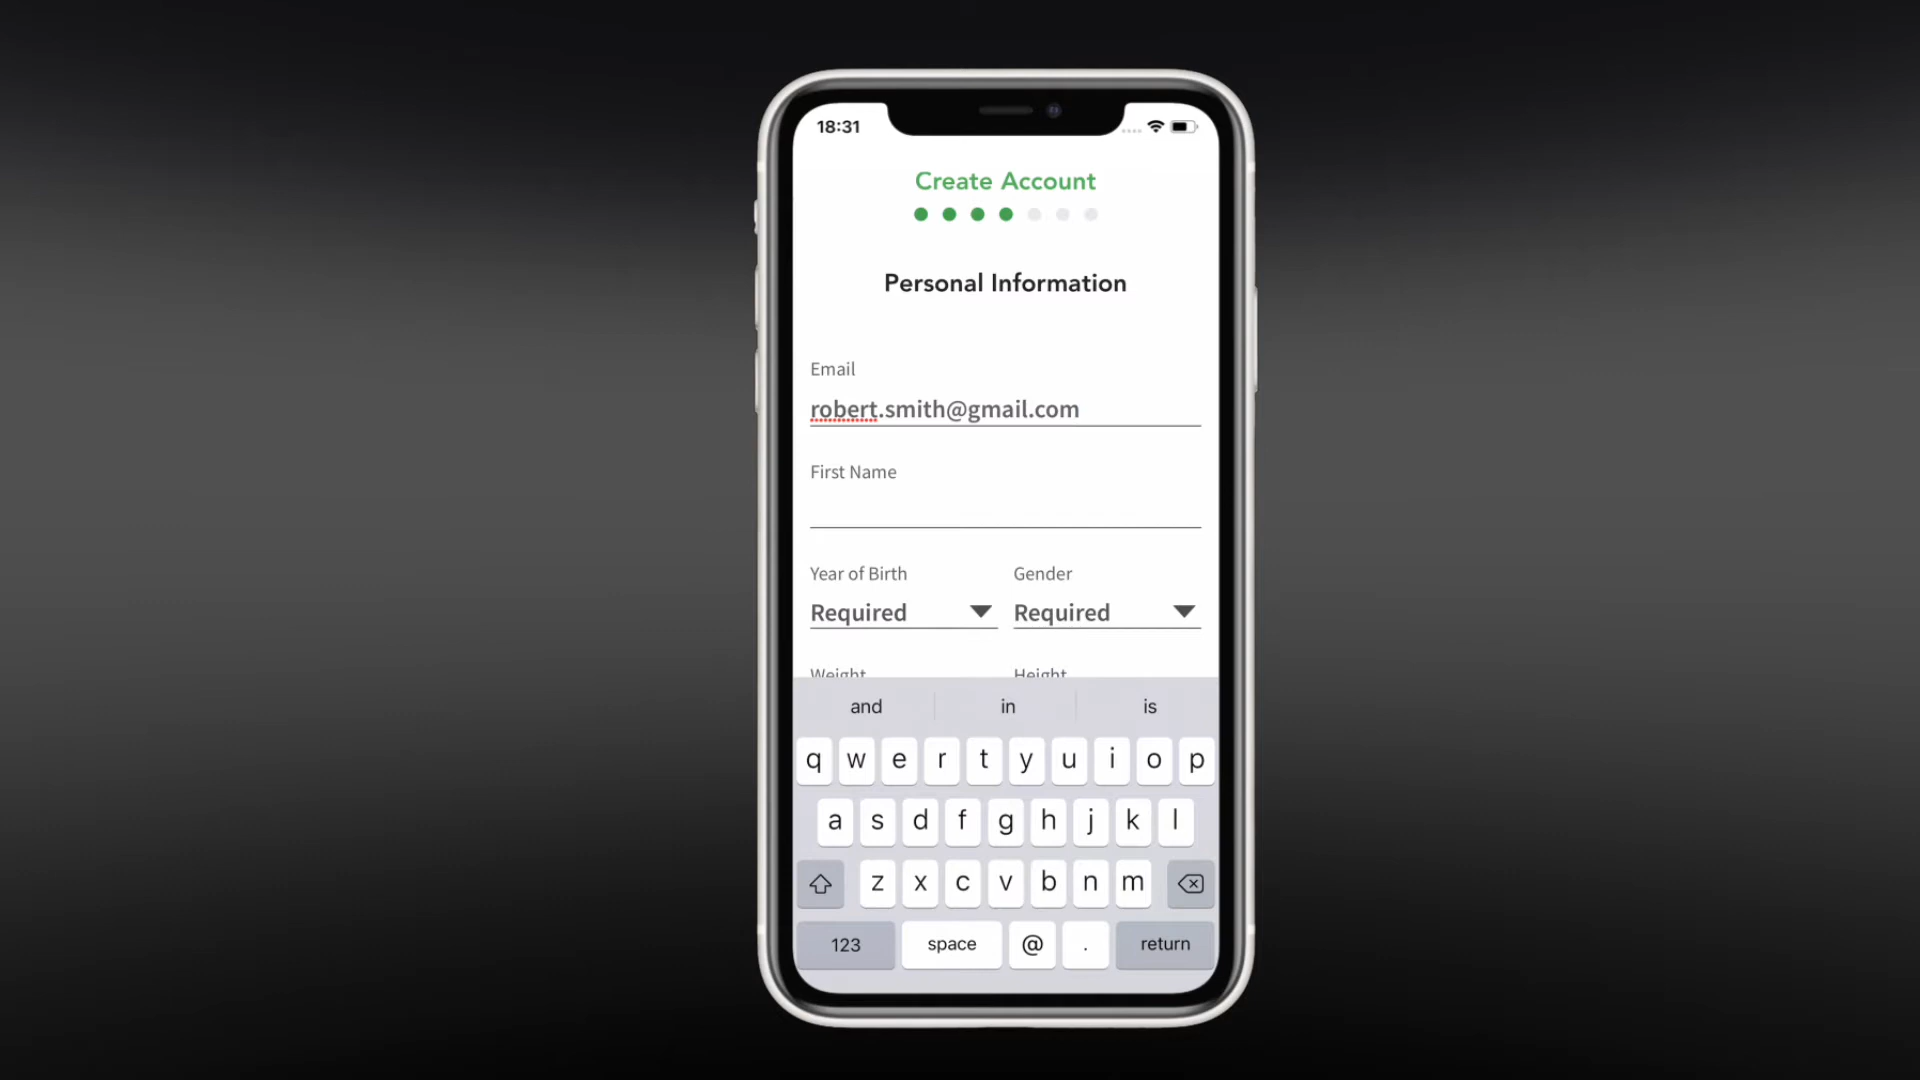 18:31
Create Account
Personal Information
Email
robert.smith@gmail.com
First Name
Year of Birth Gender
Required Required
Weight Height
and in is
q w e r t y u i o p
a s d f g h j k l
z x c v b n m
123 space @ . return